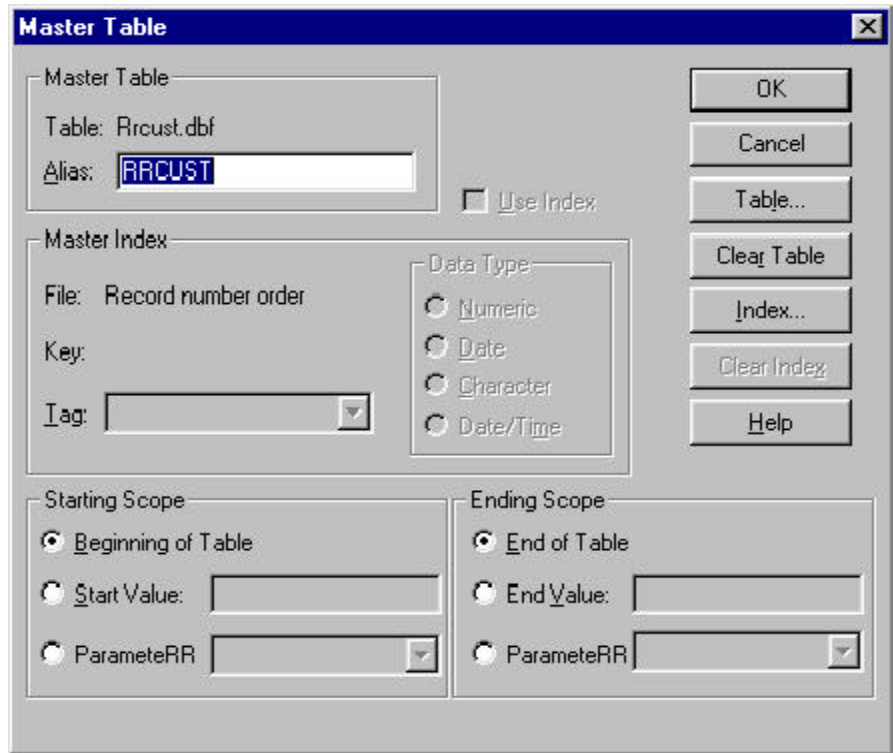 Master Table
Master Table
Table: Rrcust.dbf
Alias: RRCUST
Use Index
OK
Cancel
Table...
Clear Table
Index...
Clear Index
Help
Master Index
File: Record number order
Key:
Tag:
Data Type
Numeric
Date
Character
Date/Time
Starting Scope
Beginning of Table
Start Value:
ParameteRR
Ending Scope
End of Table
End Value:
ParameteRR